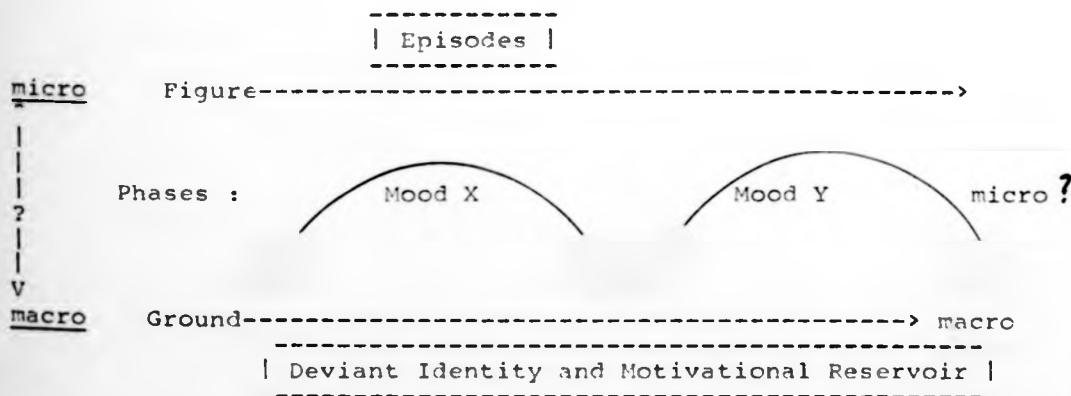 | Episodes |
micro Figure----------------------------------------------->
Phases : Mood X Mood Y micro ?
?
V
macro Ground-----------------------------------------------> macro
| Deviant Identity and Motivational Reservoir |